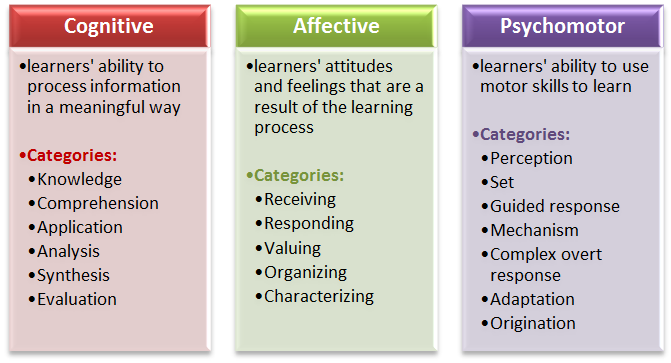 Cognitive
•learners' ability to
process information
in a meaningful way
•Categories:
•Knowledge
•Comprehension
•Application
•Analysis
•Synthesis
•Evaluation
Affective
•learners' attitudes
and feelings that are a
result of the learning
process
•Categories:
•Receiving
•Responding
•Valuing
•Organizing
•Characterizing
Psychomotor
•learners' ability to use
motor skills to learn
•Categories:
•Perception
•Set
•Guided response
•Mechanism
•Complex overt
response
•Adaptation
•Origination